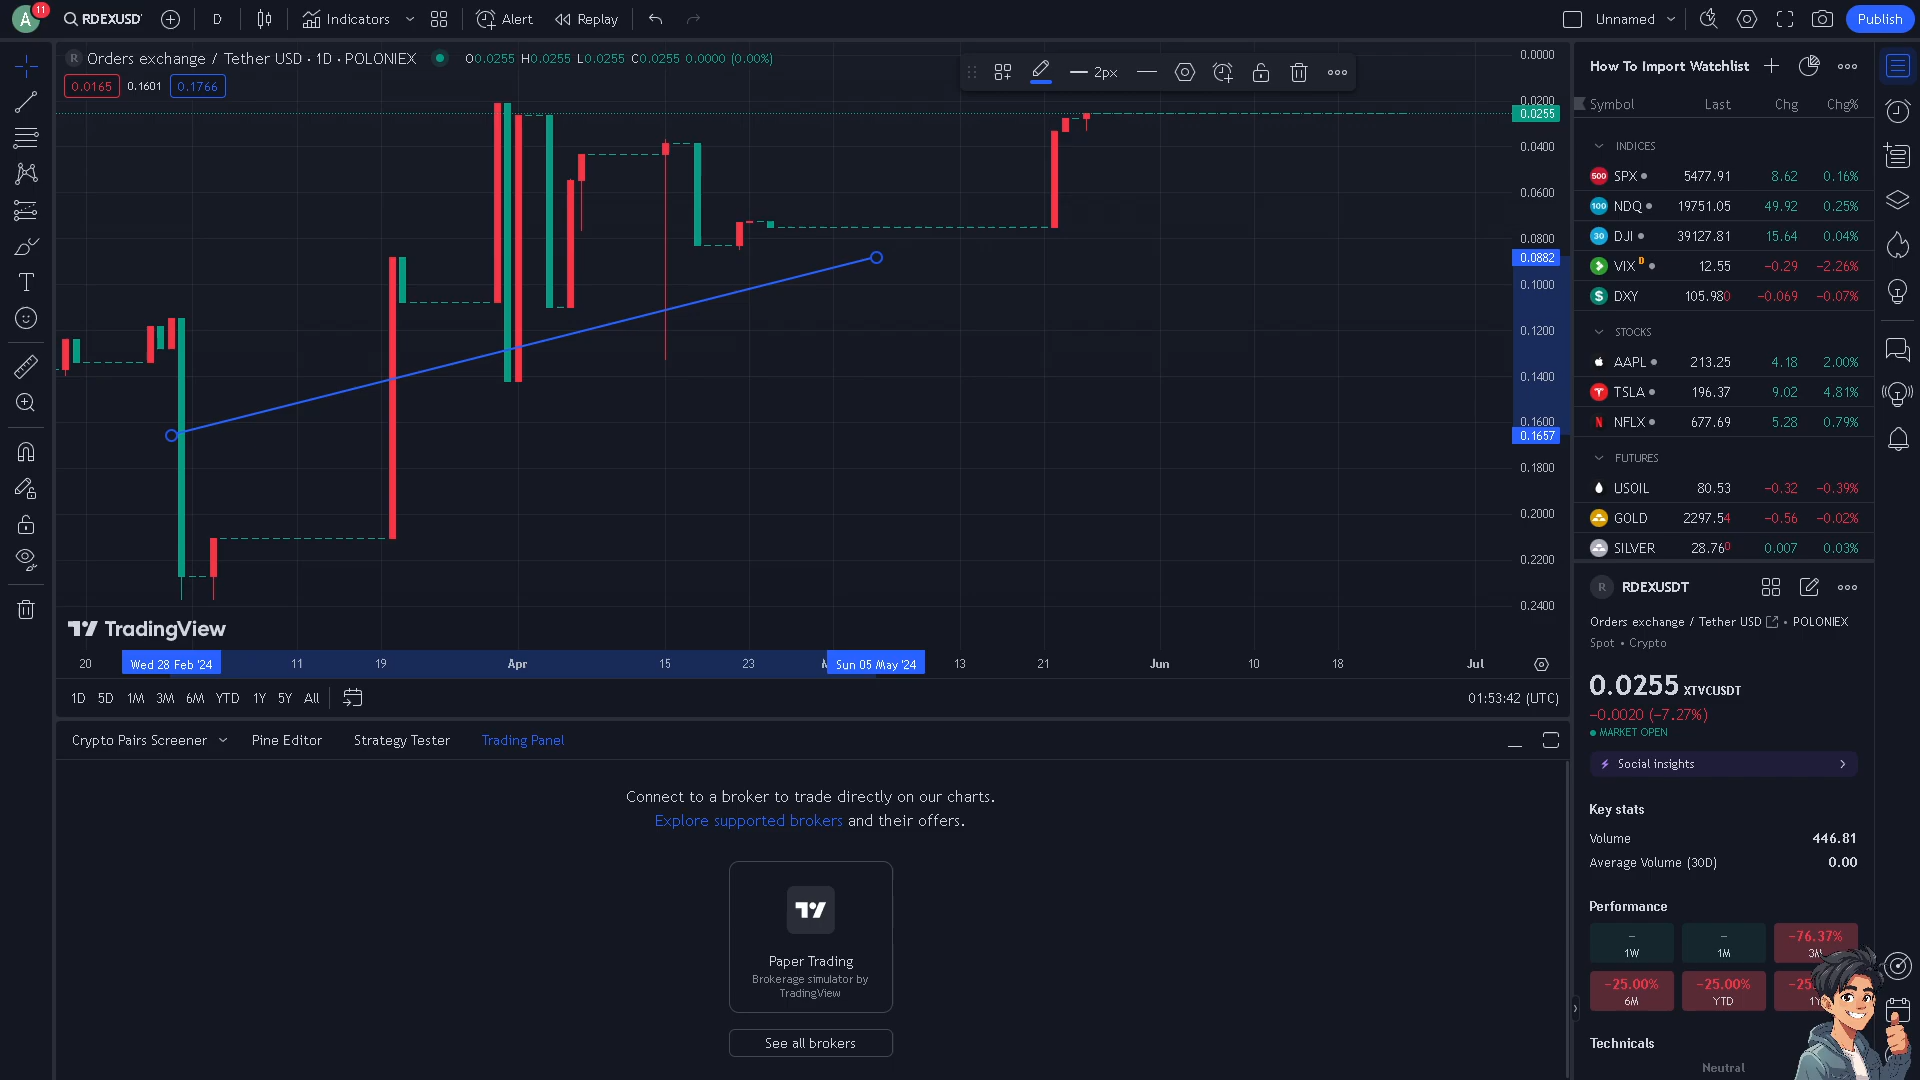 A 11 RDEXUSD' D Indicators Alert Replay Unnamed Publish
R Orders exchange / Tether USD · 1D · POLONIEX O0.0255 H0.0255 L0.0255 C0.0255 0.0000 (0.00%)
0.0165 0.1601 0.1766
2px
0.0000
0.0200
0.0255
0.0400
0.0600
0.0800
0.0882
0.1000
0.1200
0.1400
0.1600
0.1657
0.1800
0.2000
0.2200
0.2400
TradingView
20 Wed 28 Feb '24 11 19 Apr 15 23 Sun 05 May '24 13 21 Jun 10 18 Jul
1D 5D 1M 3M 6M YTD 1Y 5Y All 01:53:42 (UTC)
Crypto Pairs Screener Pine Editor Strategy Tester Trading Panel
Connect to a broker to trade directly on our charts.
Explore supported brokers and their offers.
Paper Trading
Brokerage simulator by
TradingView
See all brokers
How To Import Watchlist
Symbol Last Chg Chg%
INDICES
500 SPX 5477.91 8.62 0.16%
100 NDQ 19751.05 49.92 0.25%
30 DJI 39127.81 15.64 0.04%
VIX D 12.55 −0.29 −2.26%
$ DXY 105.980 −0.069 −0.07%
STOCKS
AAPL 213.25 4.18 2.00%
TSLA 196.37 9.02 4.81%
N NFLX 677.69 5.28 0.79%
FUTURES
USOIL 80.53 −0.32 −0.39%
GOLD 2297.54 −0.56 −0.02%
SILVER 28.760 0.007 0.03%
R RDEXUSDT
Orders exchange / Tether USD • POLONIEX
Spot • Crypto
0.0255 XTVCUSDT
−0.0020 (−7.27%)
MARKET OPEN
Social insights
Key stats
Volume 446.81
Average Volume (30D) 0.00
Performance
– – −76.37%
1W 1M
−25.00% −25.00%
6M YTD
Technicals
Neutral